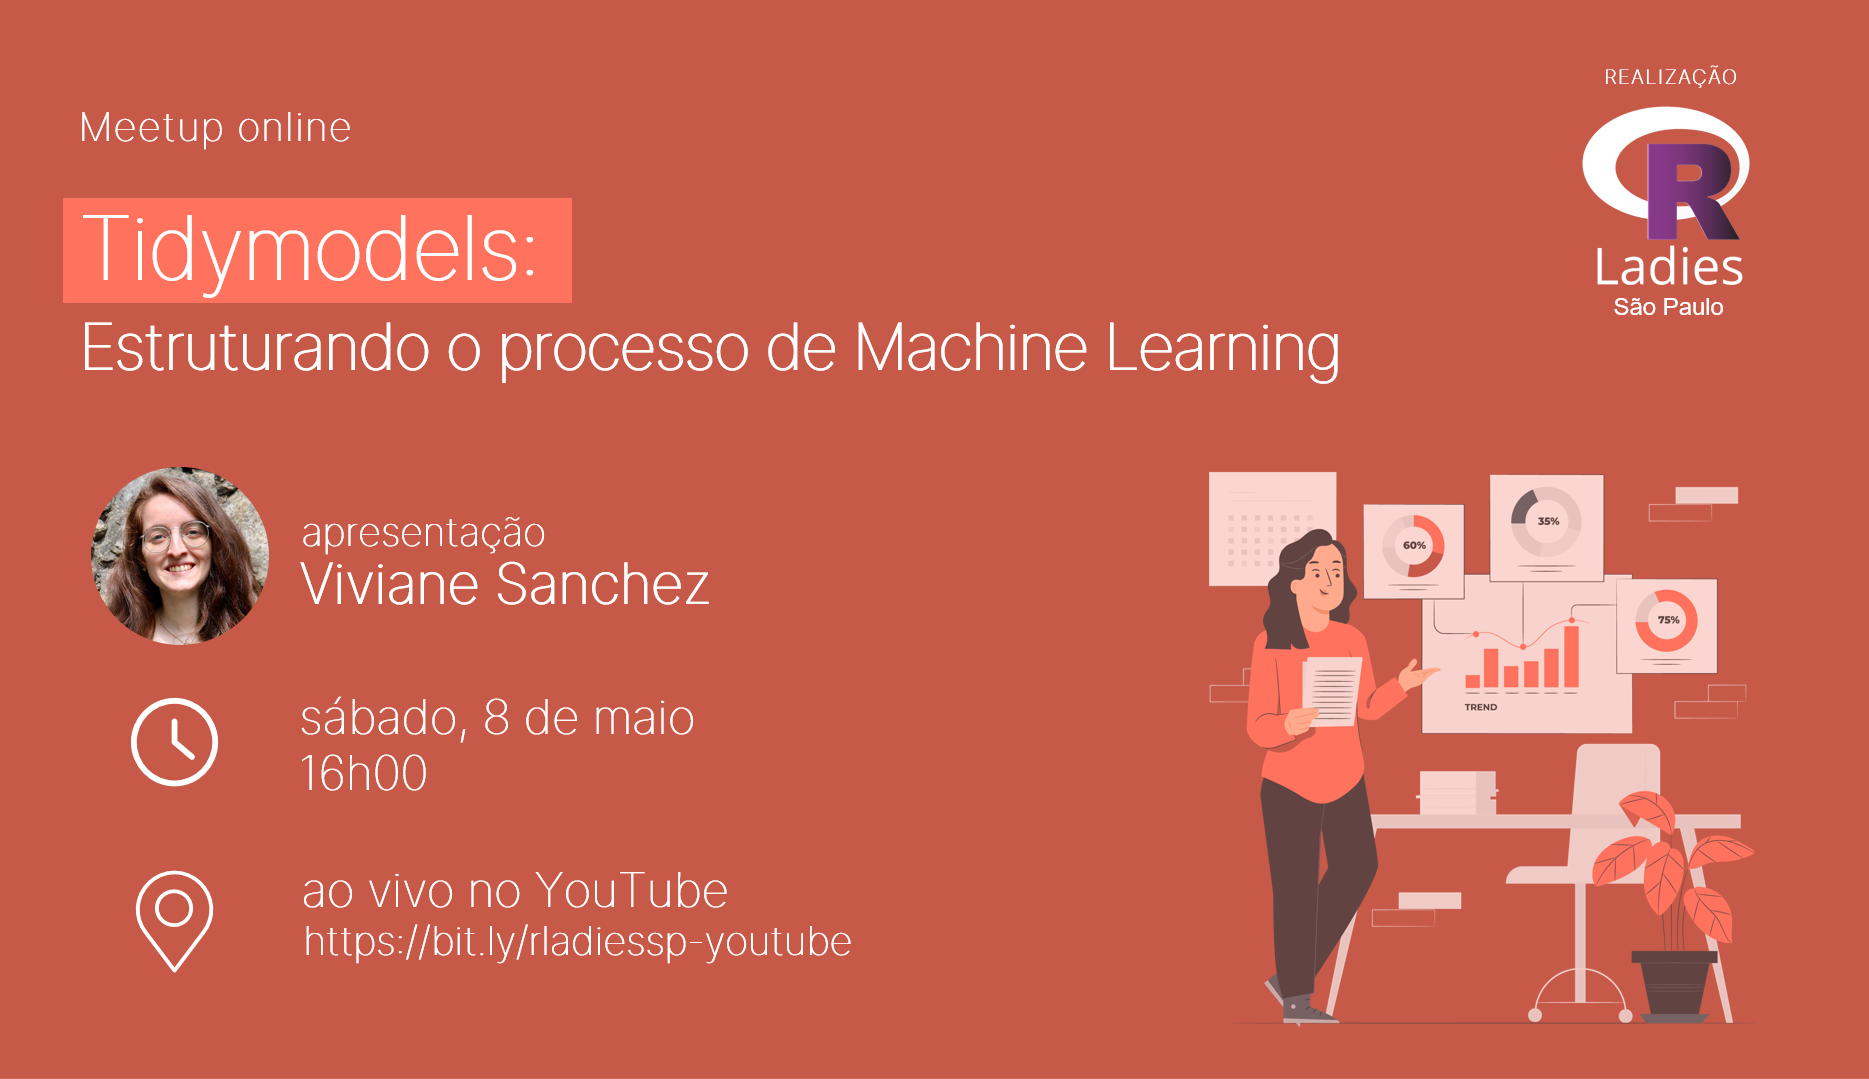 Meetup online
Tidymodels:
Estruturando o processo de Machine Learning
REALIZAÇÃO
R
Ladies
São Paulo
apresentação
Viviane Sanchez
sábado, 8 de maio
16h00
ao vivo no YouTube
https://bit.ly/rladiessp-youtube
60%
35%
75%
TREND